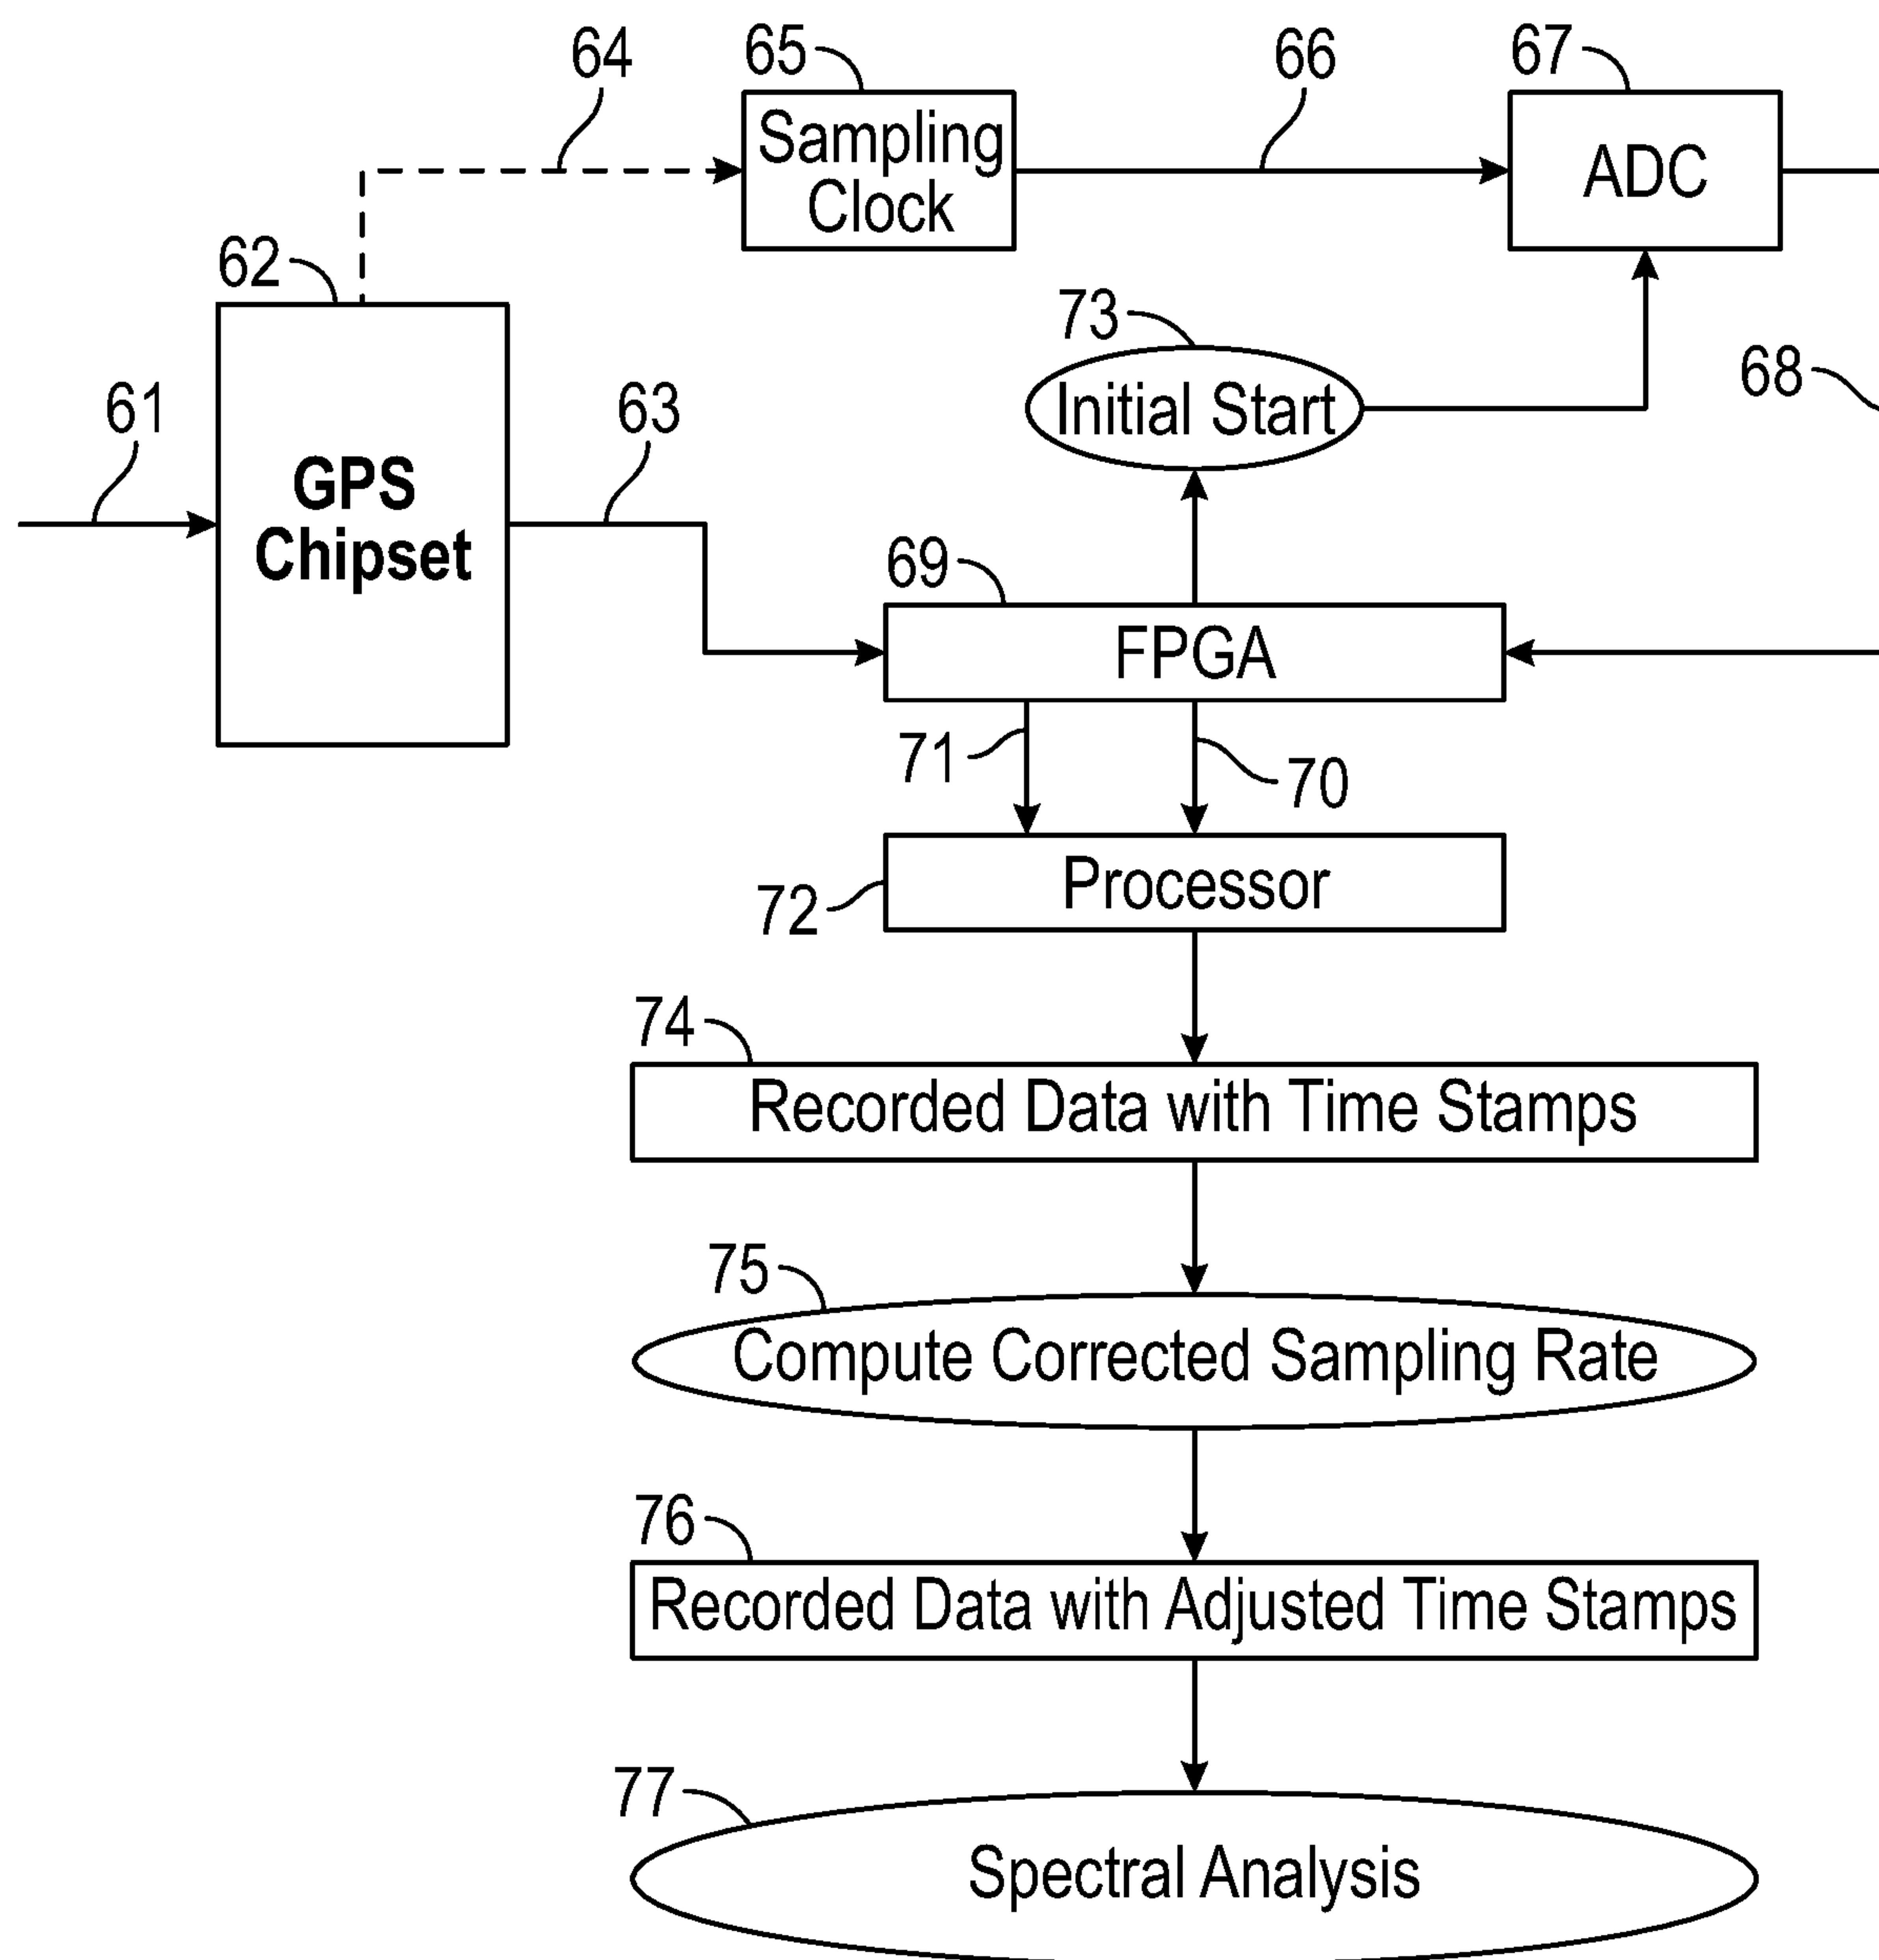 64
65
66
67
Sampling
Clock
ADC
62
73
68
61
63
Initial Start
GPS
Chipset
69
FPGA
71
70
Processor
72
74
Recorded Data with Time Stamps
75
Compute Corrected Sampling Rate
76
Recorded Data with Adjusted Time Stamps
77
Spectral Analysis